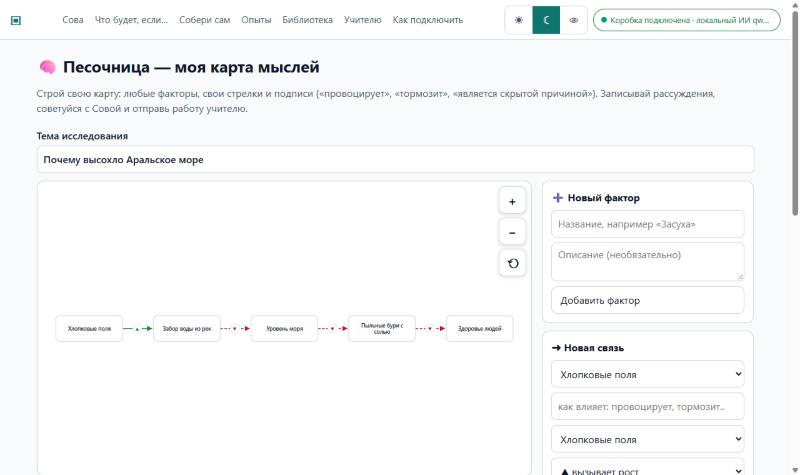 Сова Что будет, если... Собери сам Опыты Библиотека Учителю Как подключить
Коробка подключена · локальный ИИ qw...
Песочница — моя карта мыслей
Строй свою карту: любые факторы, свои стрелки и подписи («провоцирует», «тормозит», «является скрытой причиной»). Записывай рассуждения,
советуйся с Совой и отправь работу учителю.
Тема исследования
Почему высохло Аральское море
+
−
Хлопковые поля
Забор воды из рек
Уровень моря
Пыльные бури с
солью
Здоровье людей
Новый фактор
Название, например «Засуха»
Описание (необязательно)
Добавить фактор
➜ Новая связь
Хлопковые поля
как влияет: провоцирует, тормозит..
Хлопковые поля
▲ вызывает рост